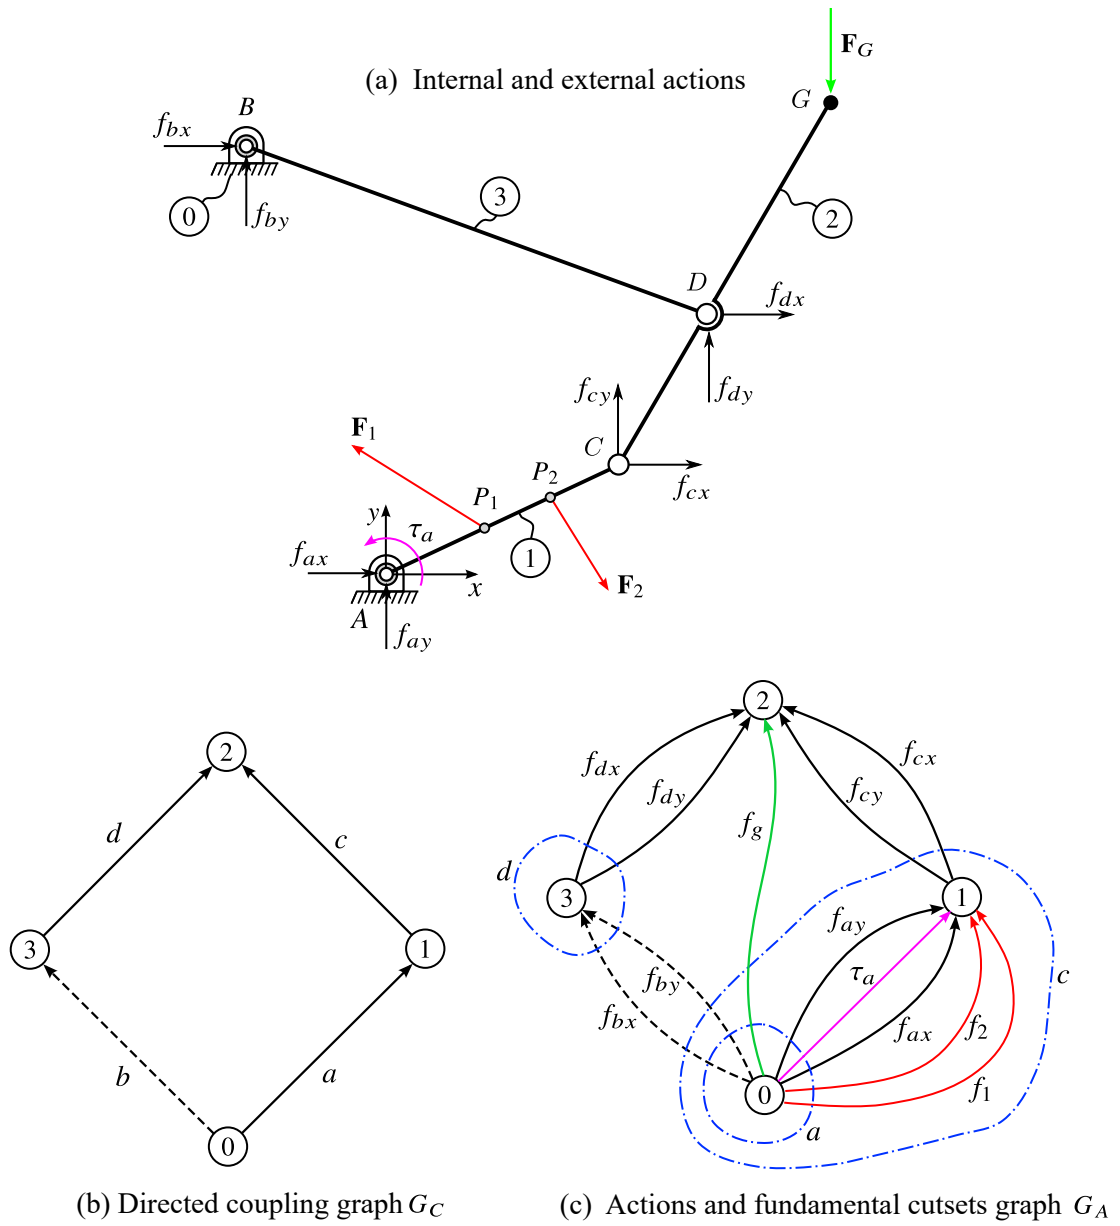 F_G
(a) Internal and external actions
G
B
f_bx
3
0
f_by
2
D
f_dx
f_cy
f_dy
F_1
C
P_2
f_cx
P_1
y
τ_a
1
f_ax
x
F_2
A
f_ay
2
2
f_dx
f_cx
d
c
f_dy
f_cy
f_g
d
3
1
3
1
f_ay
τ_a
c
f_by
f_bx
f_ax
f_2
b
a
f_1
0
a
0
(b) Directed coupling graph G_C
(c) Actions and fundamental cutsets graph G_A